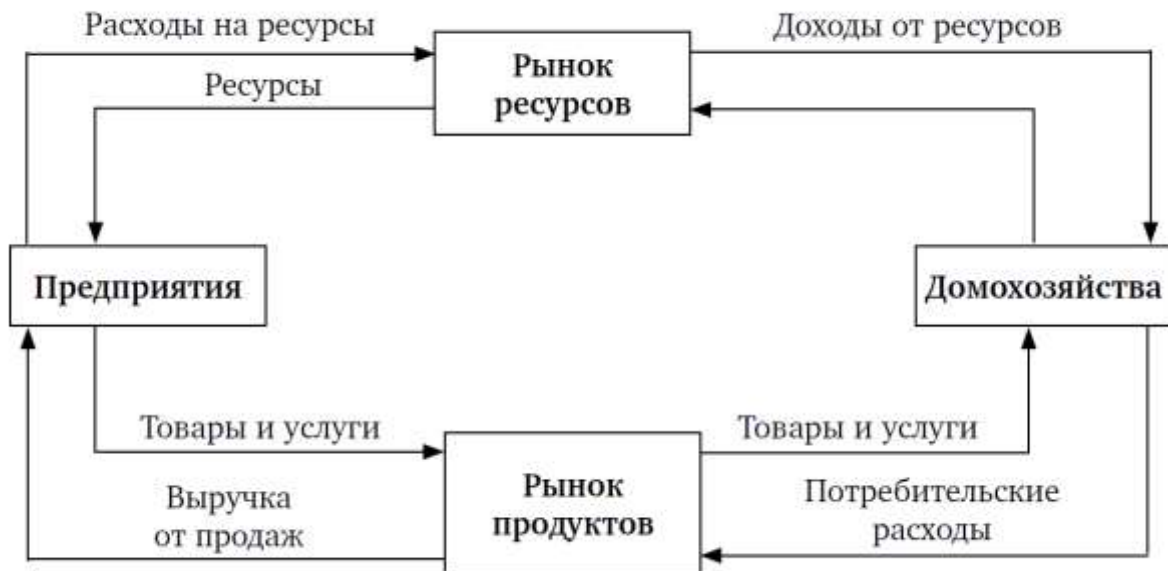 Расходы на ресурсы
Доходы от ресурсов
Рынок
ресурсов
Ресурсы
Предприятия
Домохозяйства
Товары и услуги
Товары и услуги
Рынок
продуктов
Выручка
от продаж
Потребительские
расходы